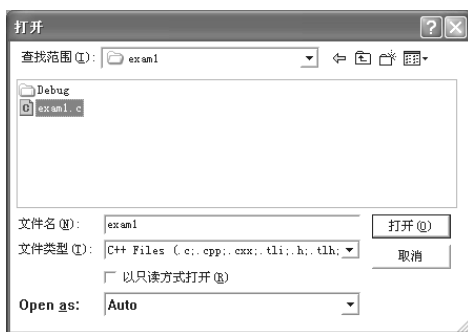 打开
查找范围(I): exam1
Debug
exam1.c
文件名(N): exam1 打开(O)
文件类型(T): C++ Files (.c;.cpp;.cxx;.tli;.h;.tlh; 取消
以只读方式打开(R)
Open as: Auto